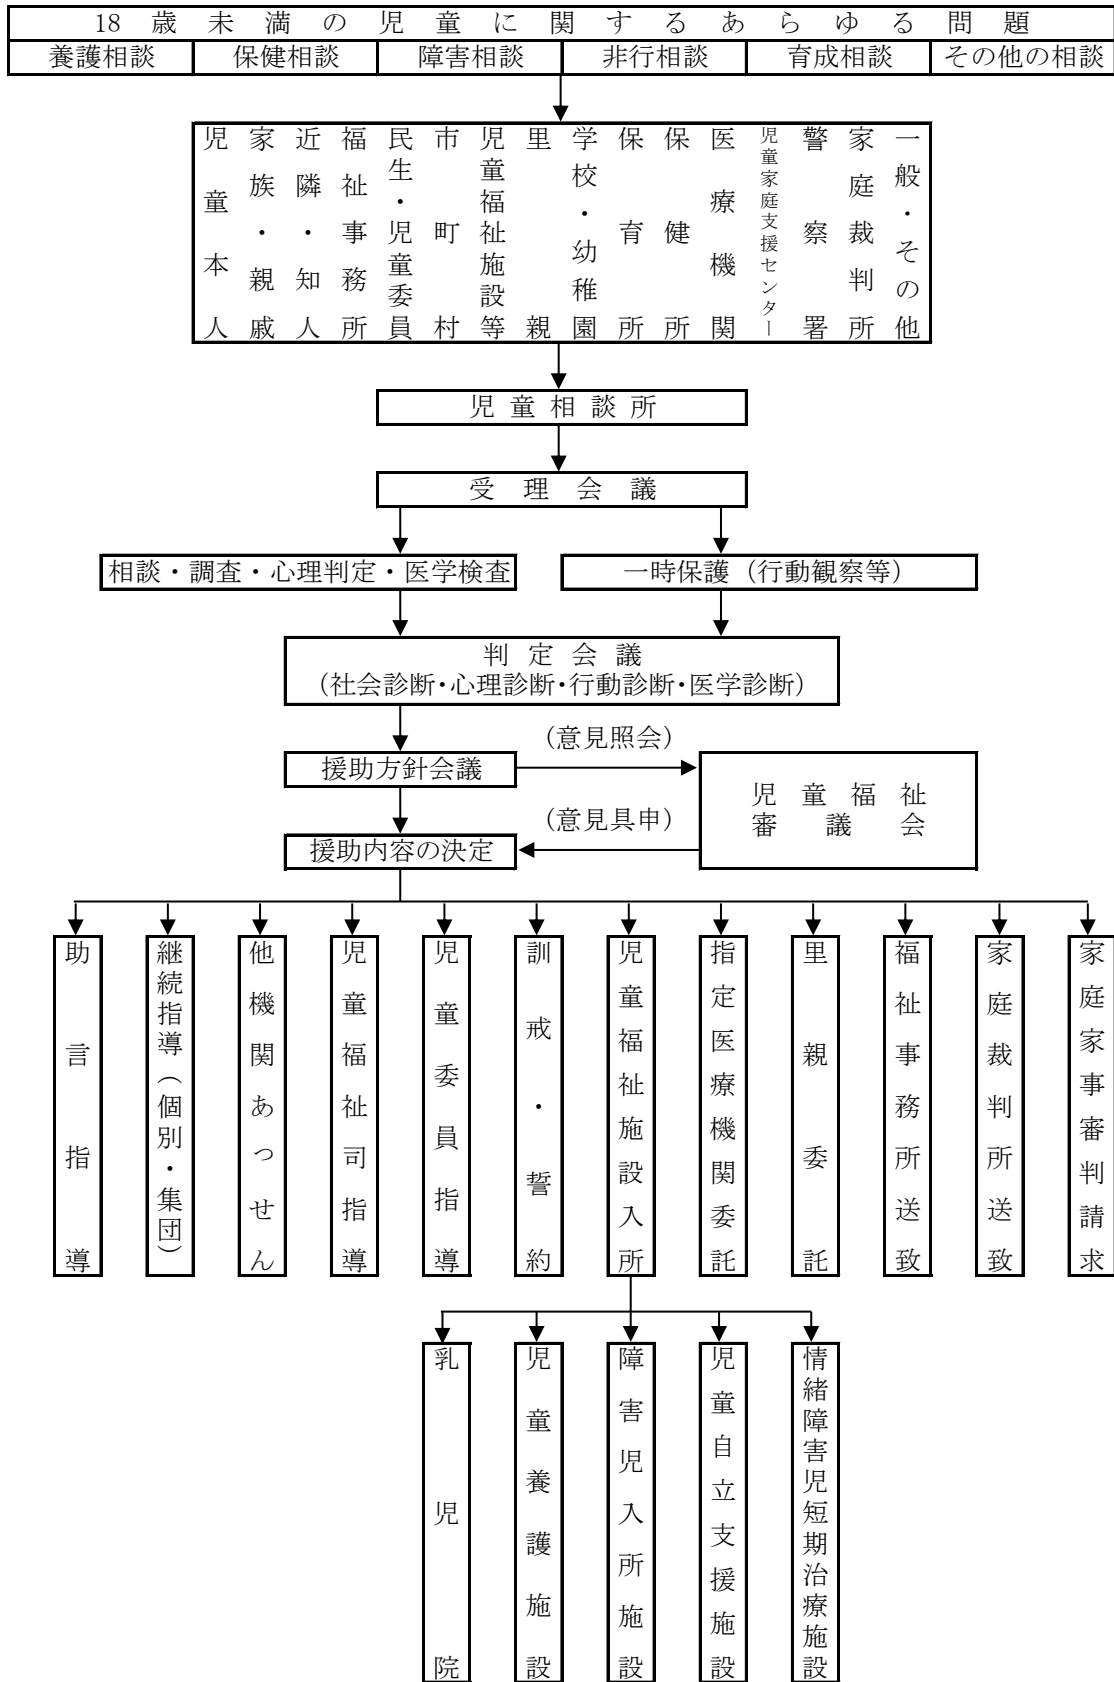 18歳未満の児童に関するあらゆる問題
養護相談
保健相談
障害相談
非行相談
育成相談
その他の相談
児童本人
家族・親戚
近隣・知人
福祉事務所
民生・児童委員
市町村
児童福祉施設等
里親
学校・幼稚園
保育所
保健所
医療機関
児童家庭支援センター
警察署
家庭裁判所
一般・その他
児童相談所
受理会議
相談・調査・心理判定・医学検査
一時保護（行動観察等）
判定会議
（社会診断・心理診断・行動診断・医学診断）
（意見照会）
援助方針会議
児童福祉
審議会
（意見具申）
援助内容の決定
助言指導
継続指導（個別・集団）
他機関あっせん
児童福祉司指導
児童委員指導
訓戒・誓約
児童福祉施設入所
指定医療機関委託
里親委託
福祉事務所送致
家庭裁判所送致
家庭家事審判請求
乳児院
児童養護施設
障害児入所施設
児童自立支援施設
情緒障害児短期治療施設